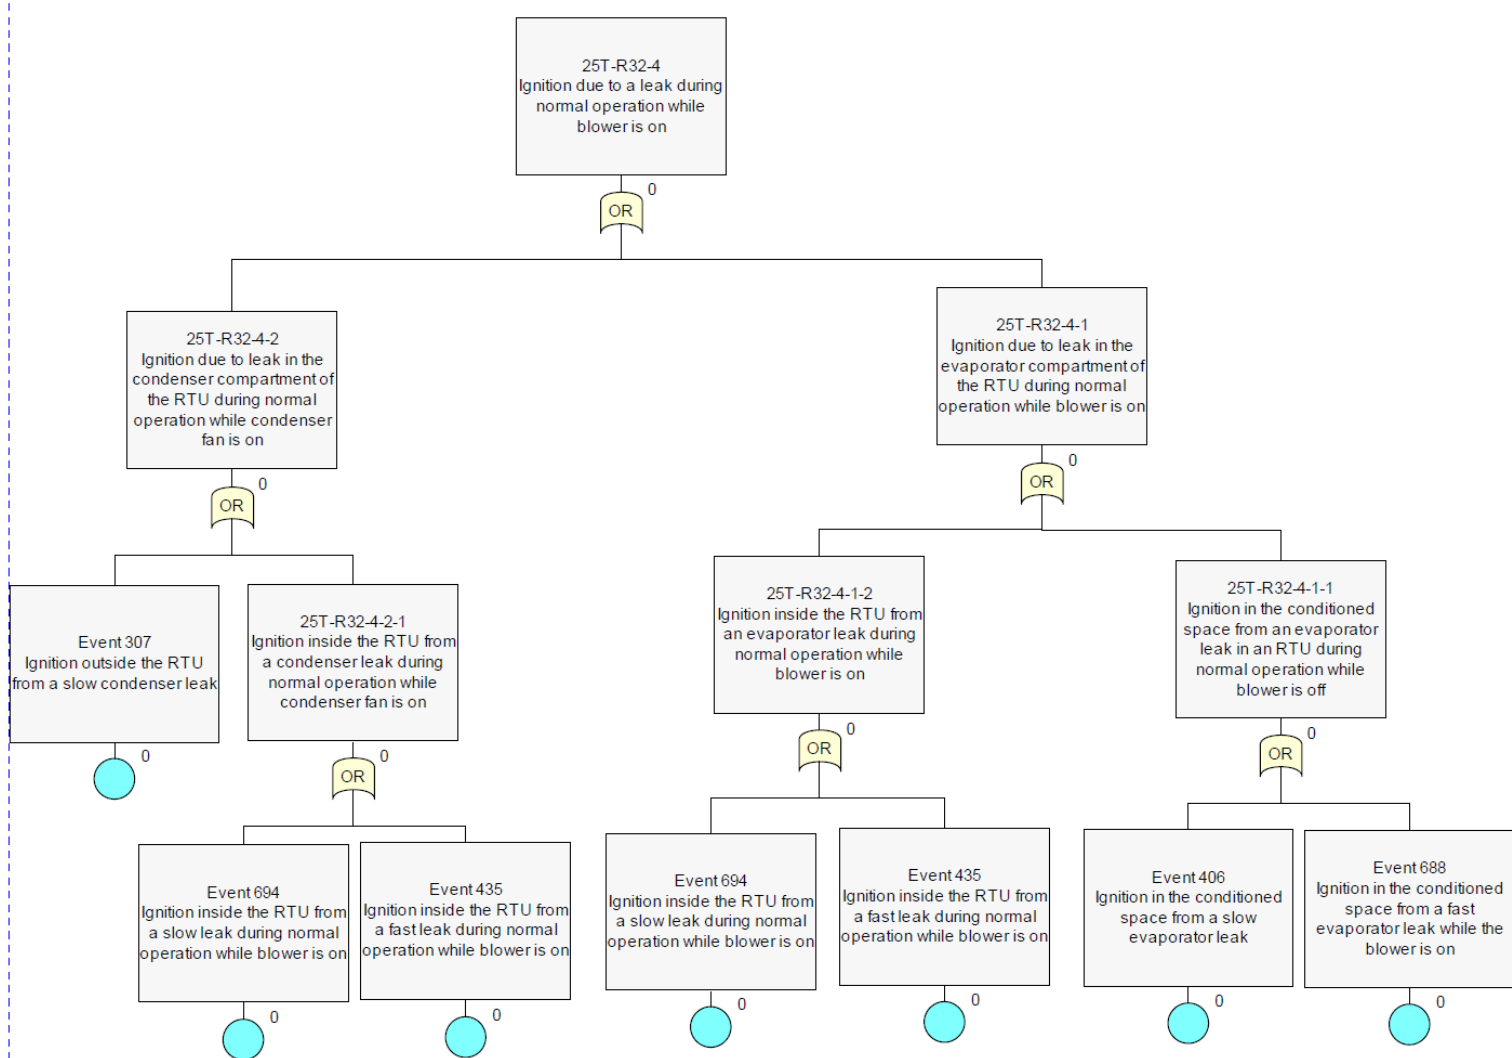 25T-R32-4
Ignition due to a leak during
normal operation while
blower is on
0
OR
25T-R32-4-2
Ignition due to leak in the
condenser compartment of
the RTU during normal
operation while condenser
fan is on
0
OR
25T-R32-4-1
Ignition due to leak in the
evaporator compartment of
the RTU during normal
operation while blower is on
0
OR
Event 307
Ignition outside the RTU
from a slow condenser leak
0
25T-R32-4-2-1
Ignition inside the RTU from
a condenser leak during
normal operation while
condenser fan is on
0
OR
25T-R32-4-1-2
Ignition inside the RTU from
an evaporator leak during
normal operation while
blower is on
0
OR
25T-R32-4-1-1
Ignition in the conditioned
space from an evaporator
leak in an RTU during
normal operation while
blower is off
0
OR
Event 694
Ignition inside the RTU from
a slow leak during normal
operation while blower is on
0
Event 435
Ignition inside the RTU from
a fast leak during normal
operation while blower is on
0
Event 694
Ignition inside the RTU from
a slow leak during normal
operation while blower is on
0
Event 435
Ignition inside the RTU from
a fast leak during normal
operation while blower is on
0
Event 406
Ignition in the conditioned
space from a slow
evaporator leak
0
Event 688
Ignition in the conditioned
space from a fast
evaporator leak while the
blower is on
0